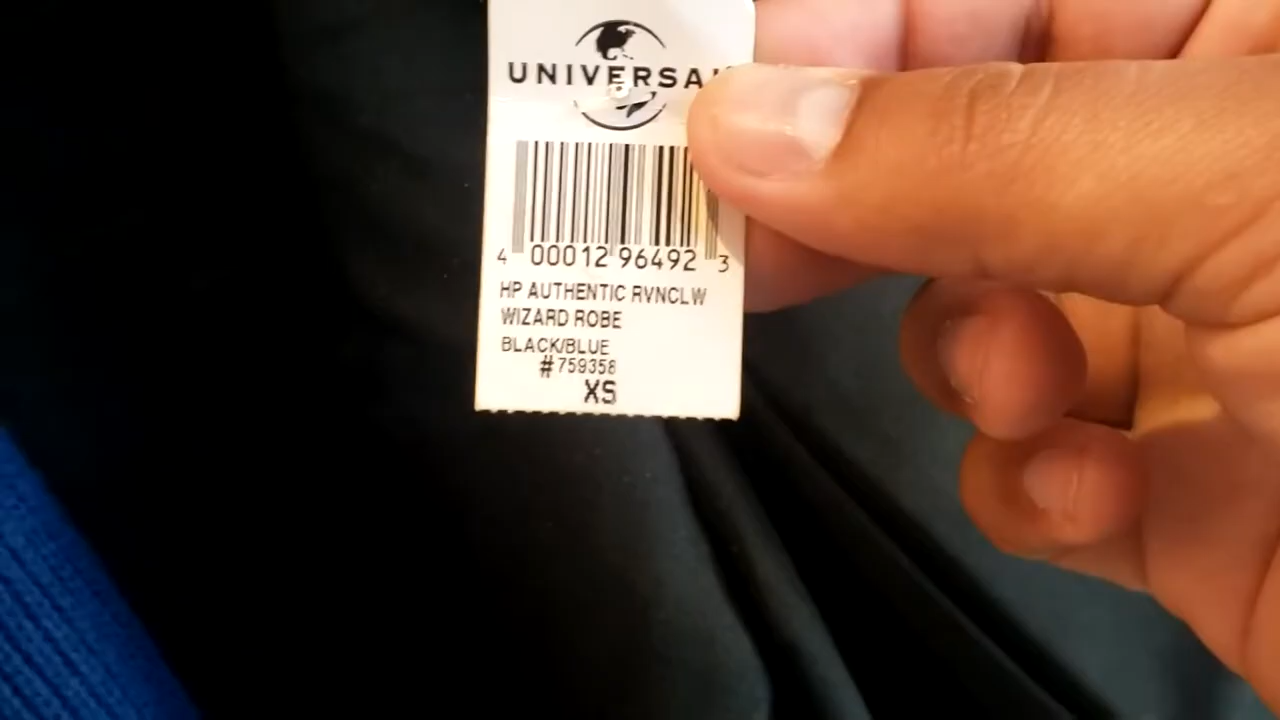 UNIVERSAL
4 00012 96492 3
HP AUTHENTIC RVNCLW
WIZARD ROBE
BLACK/BLUE
#759358
XS